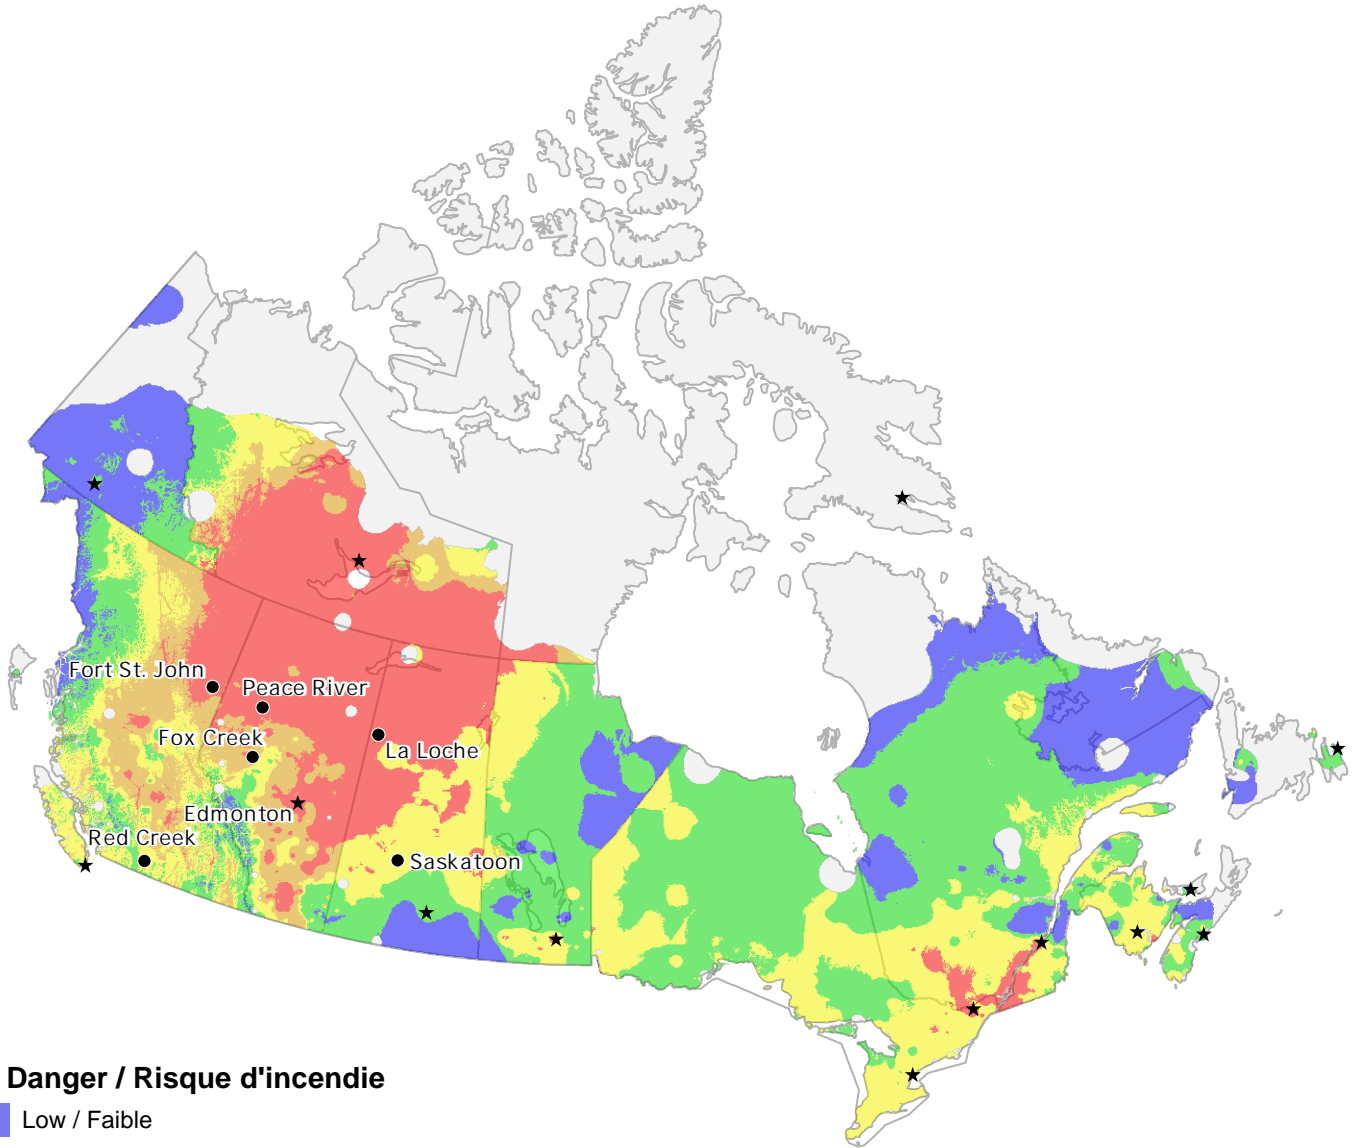 Fort St. John
Peace River
Fox Creek
La Loche
Edmonton
Red Creek
Saskatoon
Danger / Risque d'incendie
Low / Faible